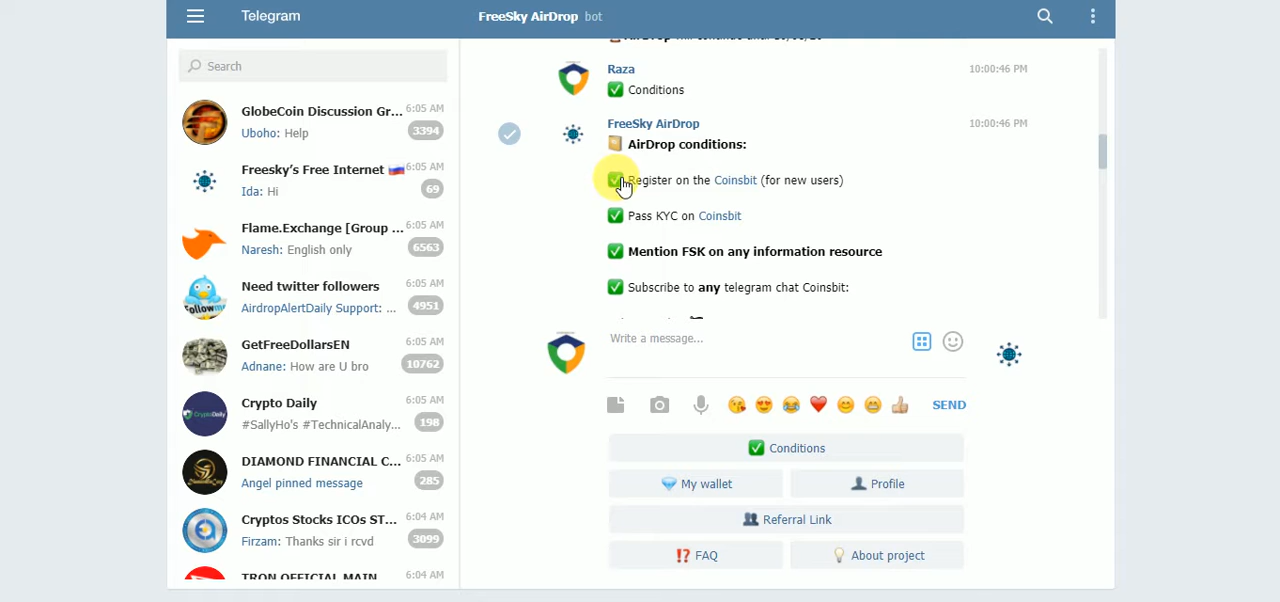 Telegram
FreeSky AirDrop bot
Search
GlobeCoin Discussion Gr... 6:05 AM
Uboho: Help 3394
Freesky's Free Internet 6:05 AM
Ida: Hi 69
Flame.Exchange [Group ... 6:05 AM
Naresh: English only 6563
Need twitter followers 6:05 AM
AirdropAlertDaily Support: ... 4951
GetFreeDollarsEN 6:05 AM
Adnane: How are U bro 10762
Crypto Daily 6:05 AM
#SallyHo's #TechnicalAnaly... 198
DIAMOND FINANCIAL C... 6:05 AM
Angel pinned message 285
Cryptos Stocks ICOs ST... 6:04 AM
Firzam: Thanks sir i rcvd 3099
TRON OFFICIAL MAIN 6:04 AM
Raza 10:00:46 PM
✅ Conditions
FreeSky AirDrop 10:00:46 PM
AirDrop conditions:
✅ Register on the Coinsbit (for new users)
✅ Pass KYC on Coinsbit
✅ Mention FSK on any information resource
✅ Subscribe to any telegram chat Coinsbit:
Write a message...
SEND
✅ Conditions
My wallet
Profile
Referral Link
⁉️ FAQ
About project